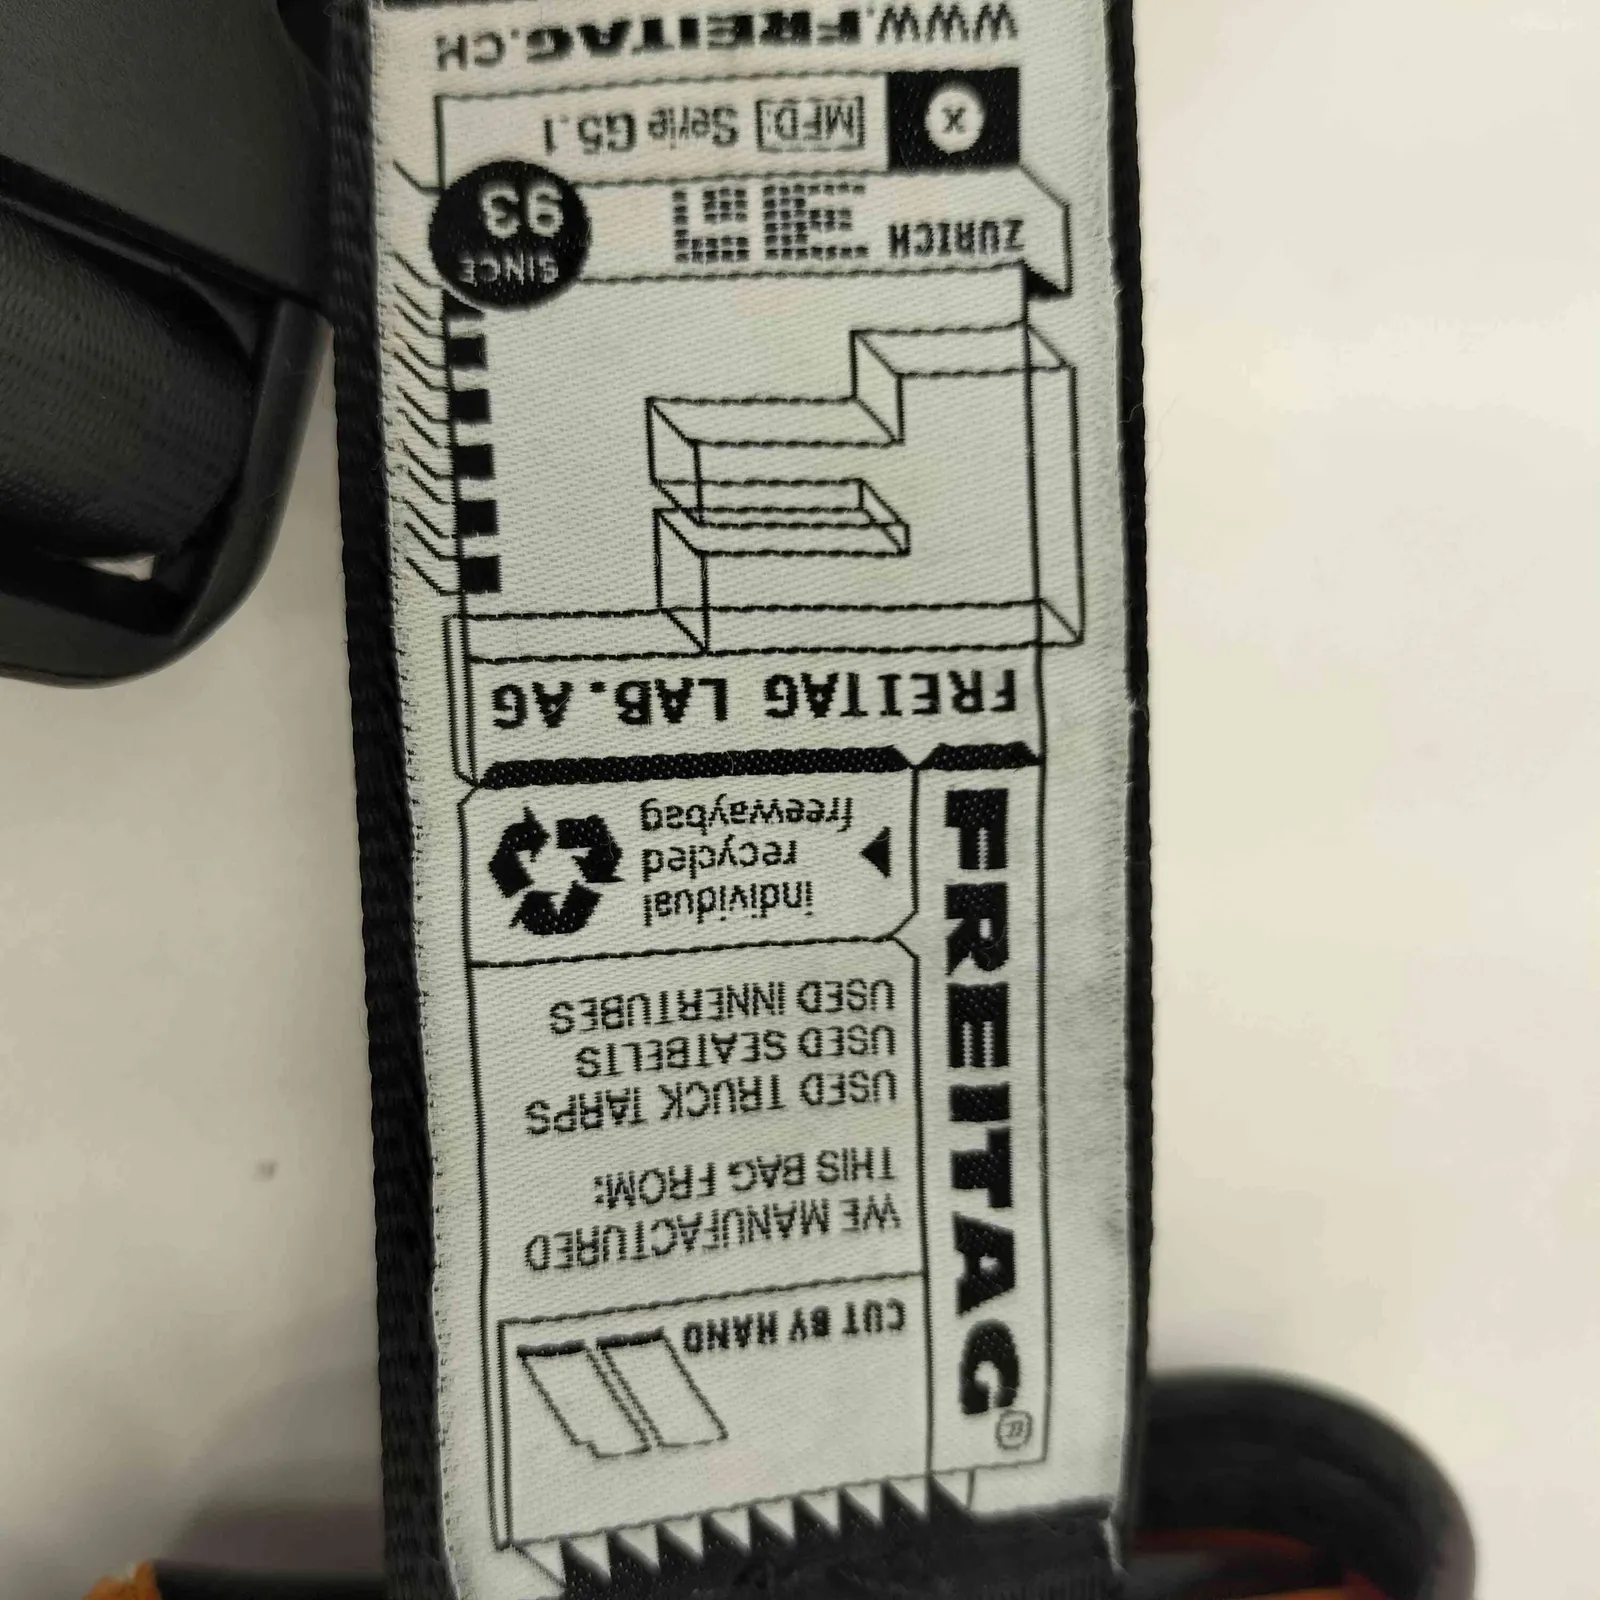 CUT BY HAND
WE MANUFACTURED
THIS BAG FROM:
USED TRUCK TARPS
USED SEATBELTS
USED INNERTUBES
FREITAG®
individual
recycled
freewaybag
FREITAG LAB.AG
ZURICH
SINCE
93
X MFD: Serie G5.1
WWW.FREITAG.CH